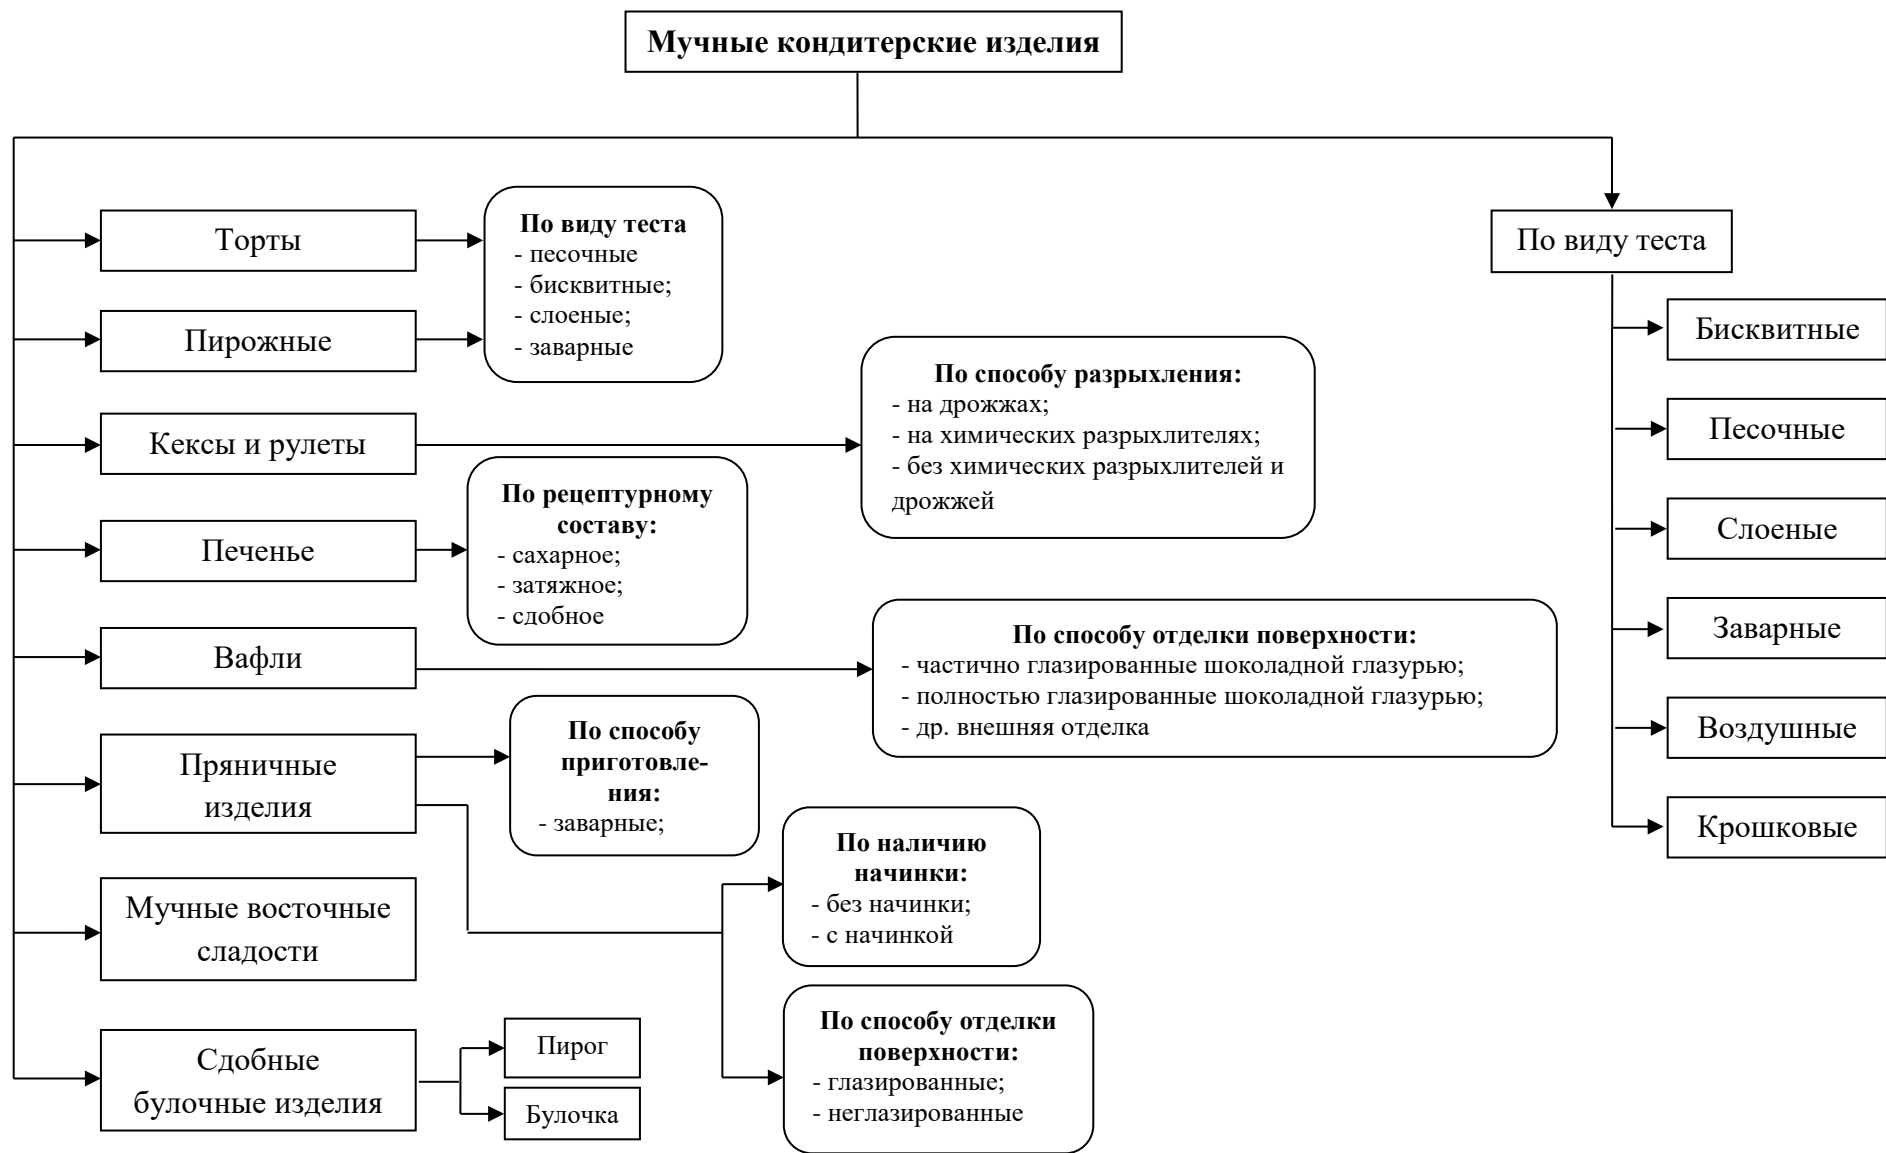 Мучные кондитерские изделия
Торты
Пирожные
Кексы и рулеты
Печенье
Вафли
Пряничные
изделия
Мучные восточные
сладости
Сдобные
булочные изделия
По виду теста
- песочные
- бисквитные;
- слоеные;
- заварные
По способу разрыхления:
- на дрожжах;
- на химических разрыхлителях;
- без химических разрыхлителей и
дрожжей
По рецептурному
составу:
- сахарное;
- затяжное;
- сдобное
По способу отделки поверхности:
- частично глазированные шоколадной глазурью;
- полностью глазированные шоколадной глазурью;
- др. внешняя отделка
По способу
приготовле-
ния:
- заварные;
По наличию
начинки:
- без начинки;
- с начинкой
По способу отделки
поверхности:
- глазированные;
- неглазированные
Пирог
Булочка
По виду теста
Бисквитные
Песочные
Слоеные
Заварные
Воздушные
Крошковые